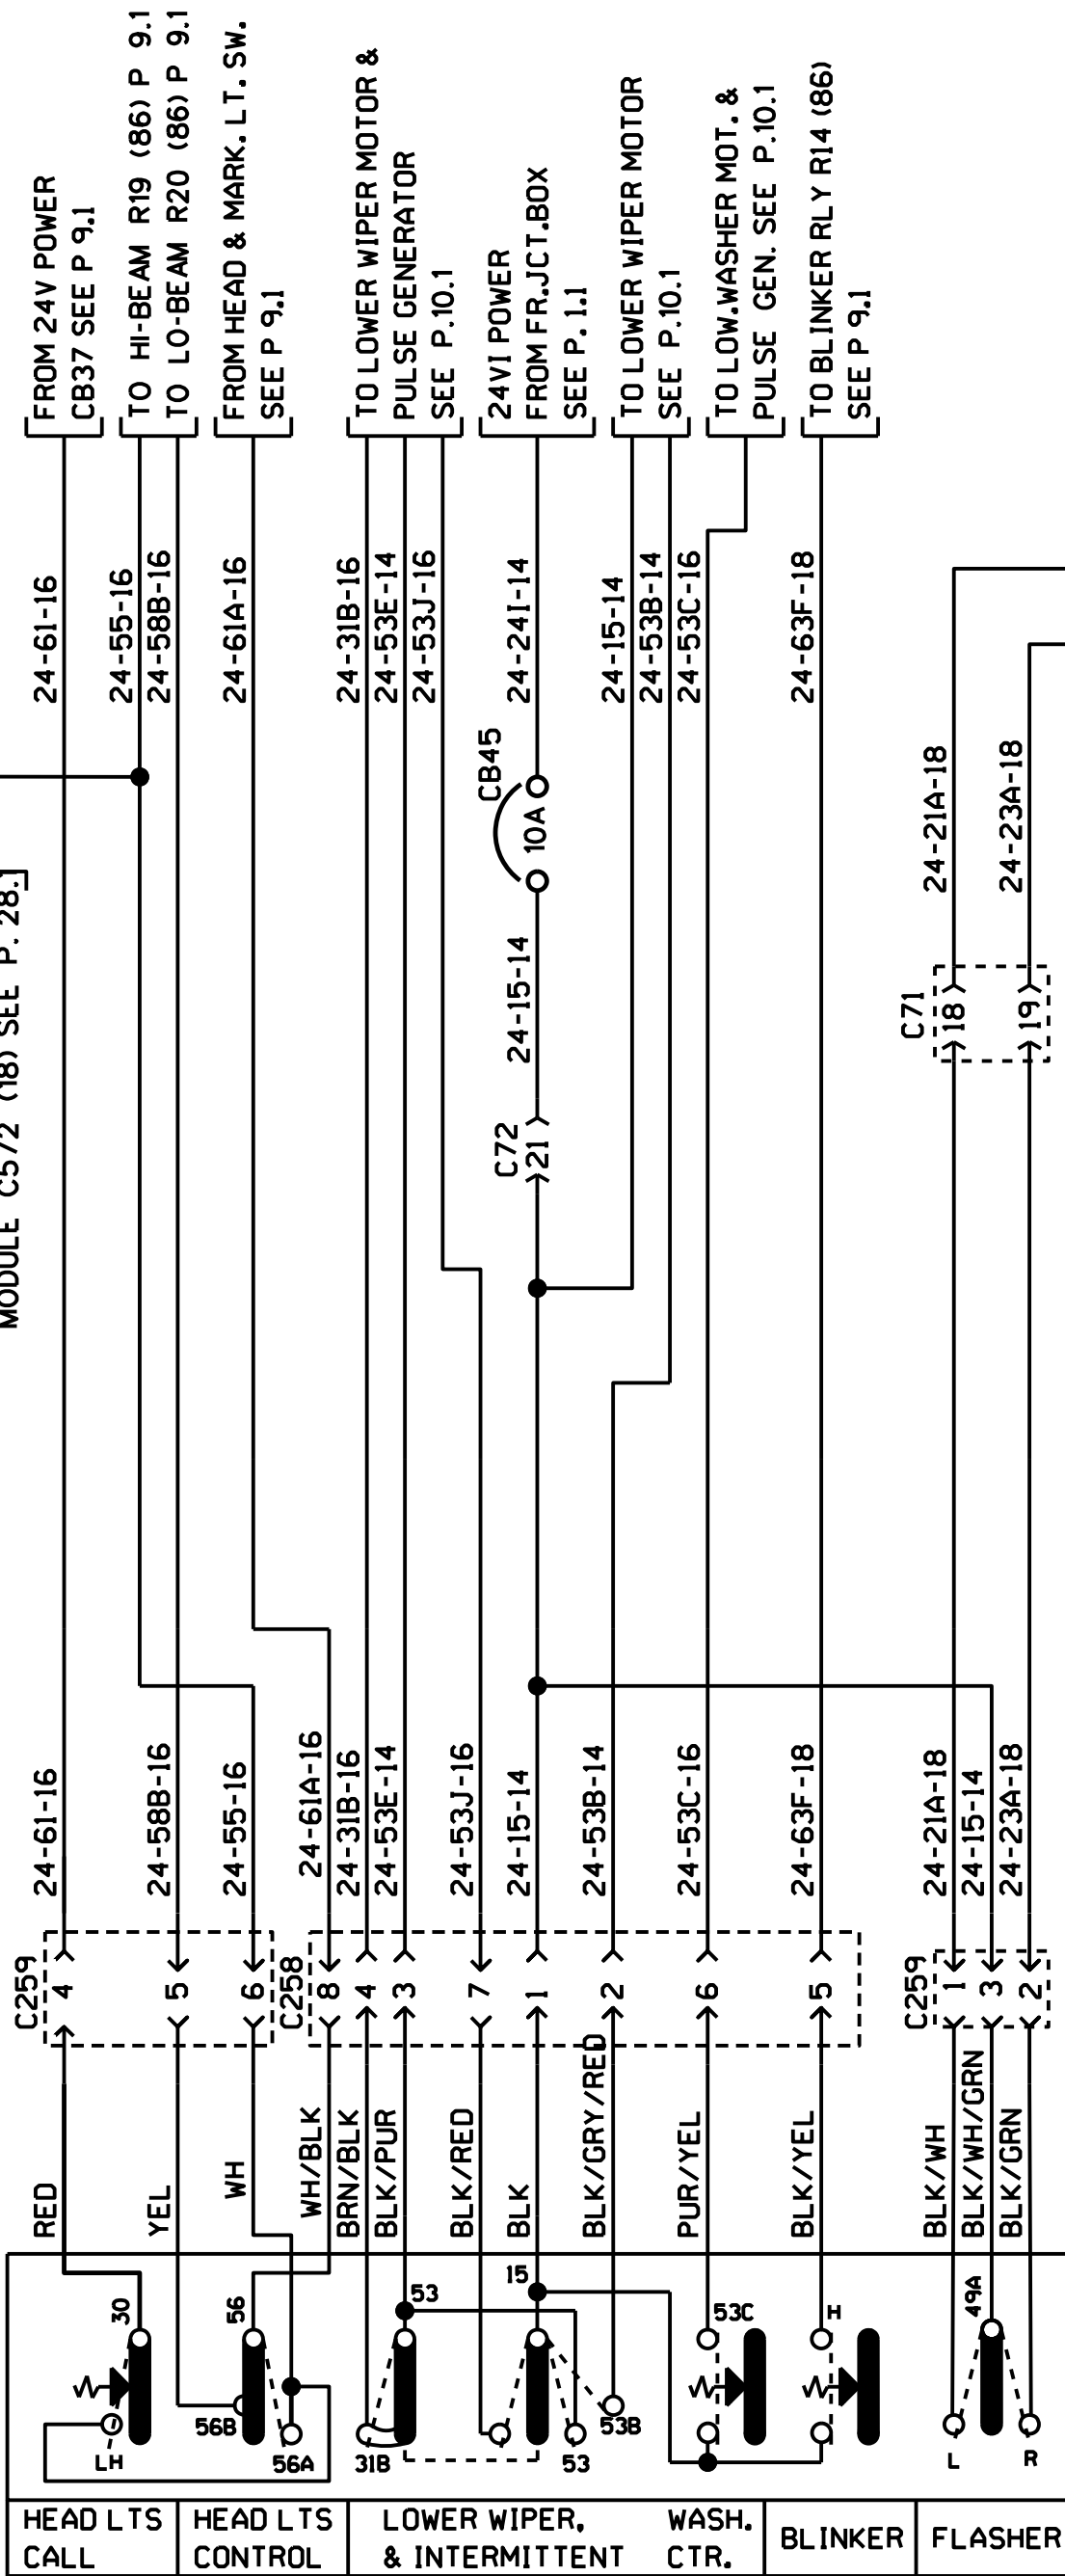 FROM 24V POWER
CB37 SEE P 9.1
TO HI-BEAM R19 (86) P 9.1
TO LO-BEAM R20 (86) P 9.1
FROM HEAD & MARK. LT. SW.
SEE P 9.1
TO LOWER WIPER MOTOR &
PULSE GENERATOR
SEE P.10.1
24VI POWER
FROM FR.JCT.BOX
SEE P. 1.1
TO LOWER WIPER MOTOR
SEE P.10.1
TO LOW.WASHER MOT. &
PULSE GEN. SEE P.10.1
TO BLINKER RLY R14 (86)
SEE P 9.1
24-61-16
24-55-16
24-58B-16
24-61A-16
24-31B-16
24-53E-14
24-53J-16
24-24I-14
24-15-14
24-53B-14
24-53C-16
24-63F-18
CB45
10A
24-21A-18
24-23A-18
MODULE C572 (18) SEE P. 28.]
24-15-14
C71
18
19
C72
21
24-61-16
24-58B-16
24-55-16
24-61A-16
24-31B-16
24-53E-14
24-53J-16
24-15-14
24-53B-14
24-53C-16
24-63F-18
24-21A-18
24-15-14
24-23A-18
C259
4
5
6
C258
8
4
3
7
1
2
6
5
C259
1
3
2
RED
YEL
WH
WH/BLK
BRN/BLK
BLK/PUR
BLK/RED
BLK
BLK/GRY/RED
PUR/YEL
BLK/YEL
BLK/WH
BLK/WH/GRN
BLK/GRN
30
56
53
15
53C
H
49A
LH
56B
56A
31B
53
53B
L
R
HEAD LTS
CALL
HEAD LTS
CONTROL
LOWER WIPER,
& INTERMITTENT
WASH.
CTR.
BLINKER
FLASHER